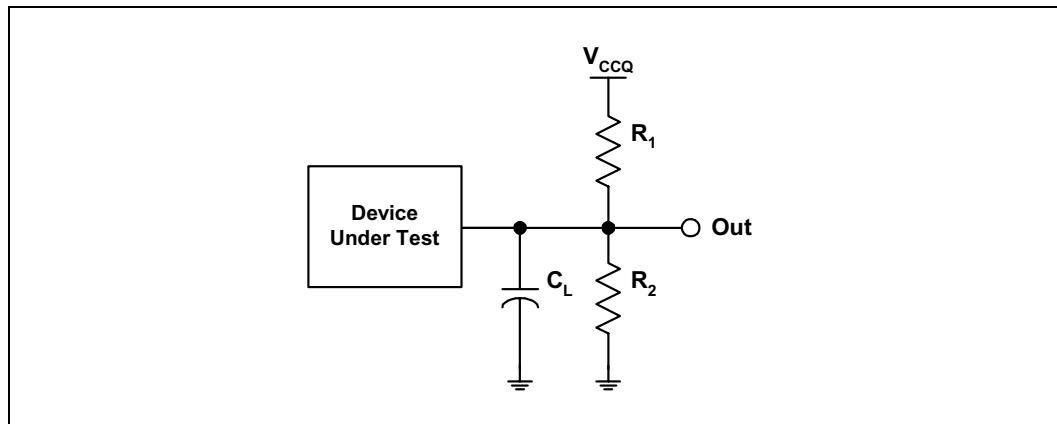 V_CCQ
R_1
Device
Under Test
Out
C_L
R_2